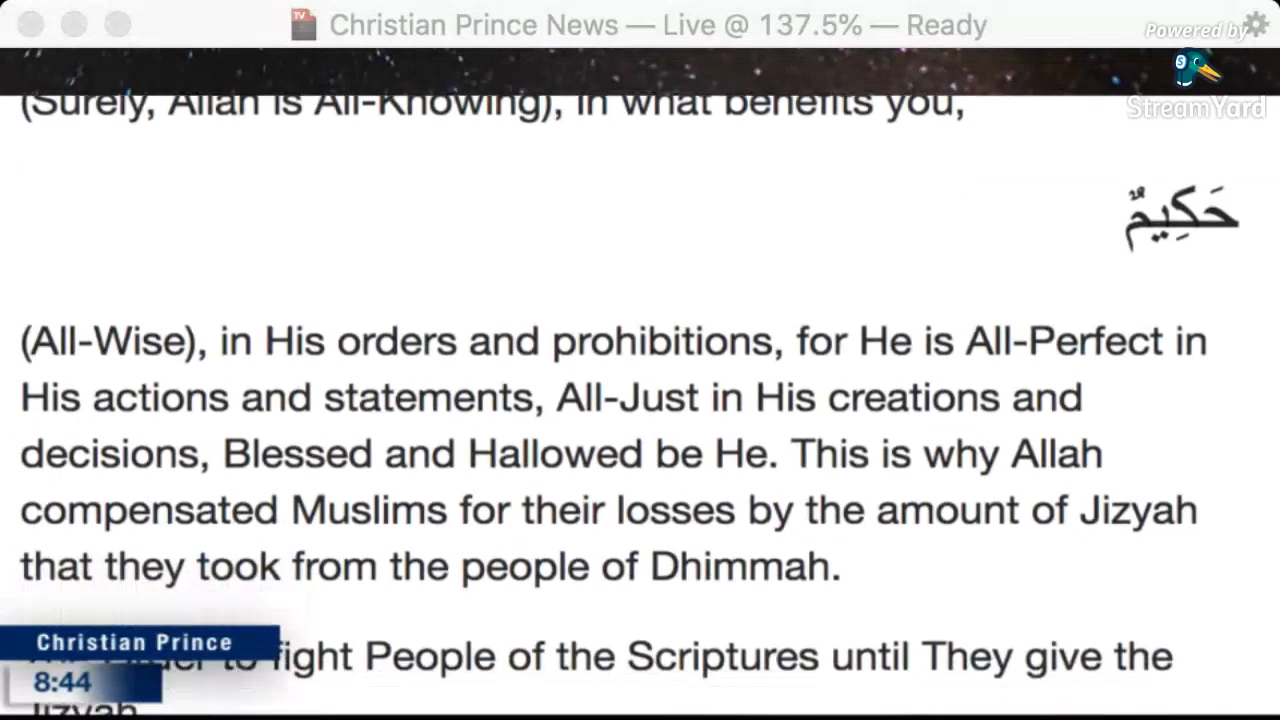 Christian Prince News — Live @ 137.5% — Ready
Powered by
StreamYard
(Surely, Allah is All-Knowing), in what benefits you,
حَكِيمٌ
(All-Wise), in His orders and prohibitions, for He is All-Perfect in
His actions and statements, All-Just in His creations and
decisions, Blessed and Hallowed be He. This is why Allah
compensated Muslims for their losses by the amount of Jizyah
that they took from the people of Dhimmah.
Christian Prince
to fight People of the Scriptures until They give the
8:44
Jizyah